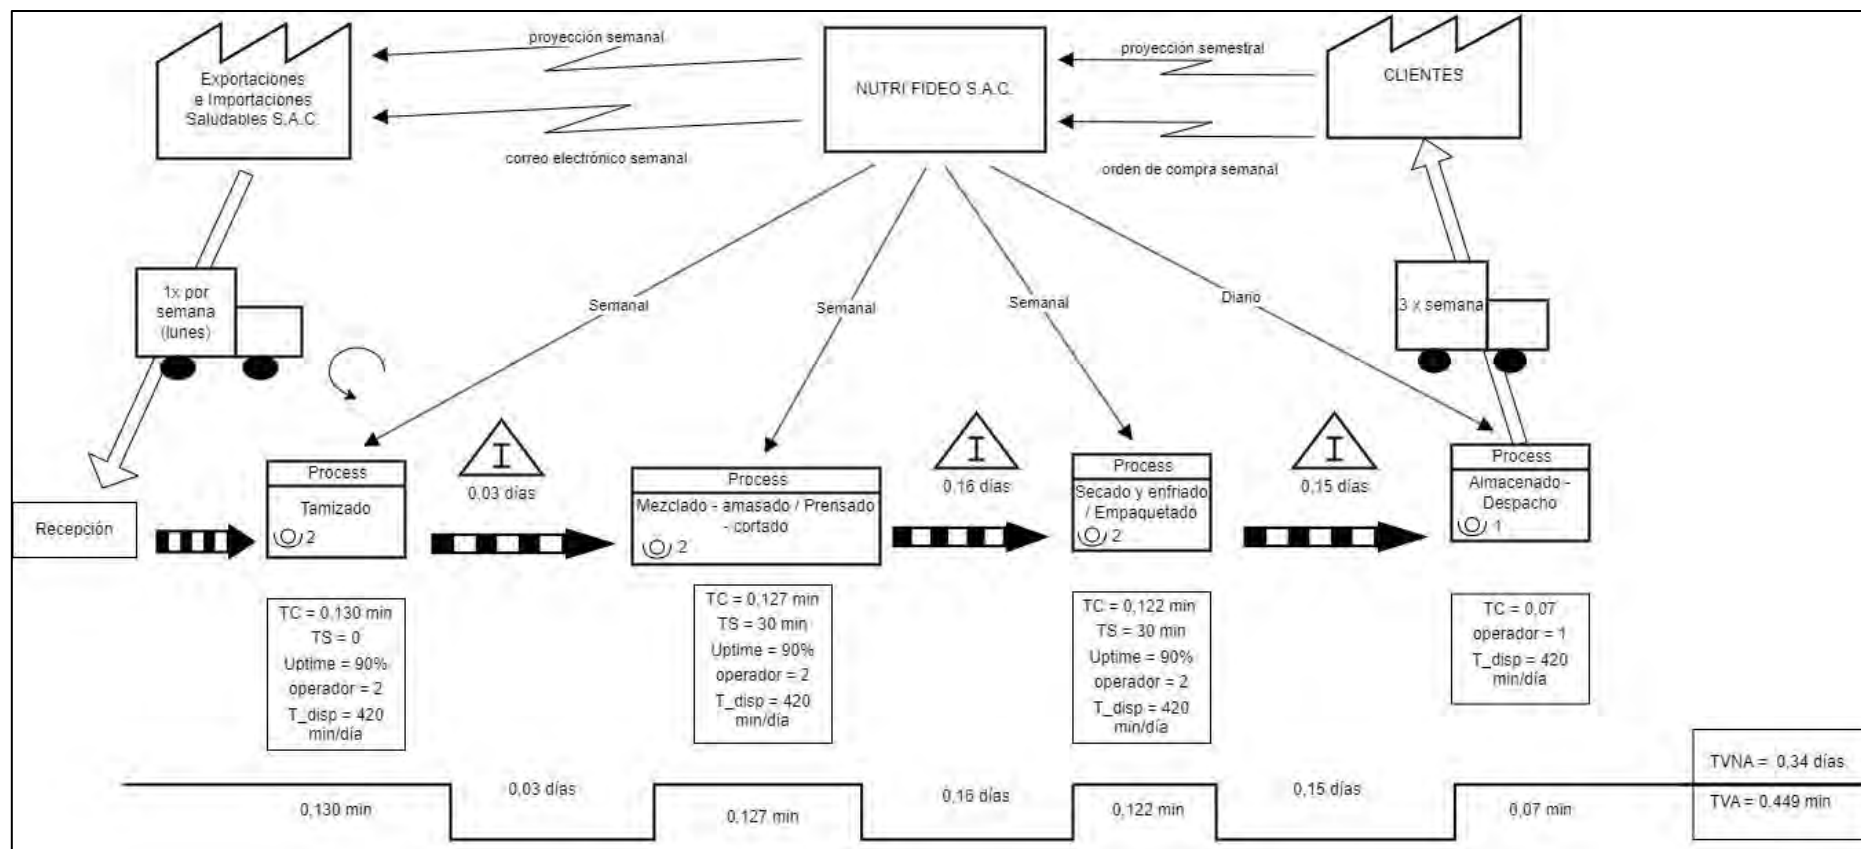 proyección semanal
proyección semestral
Exportaciones
e Importaciones
Saludables S.A.C.
NUTRI FIDEO S.A.C.
CLIENTES
correo electrónico semanal
orden de compra semanal
1x por
semana
(lunes)
3 x semana
Semanal
Semanal
Semanal
Diario
Recepción
Process
Tamizado
2
I
0,03 días
Process
Mezclado - amasado / Prensado
- cortado
2
I
0,16 días
Process
Secado y enfriado
/ Empaquetado
2
I
0,15 días
Process
Almacenado -
Despacho
1
TC = 0,130 min
TS = 0
Uptime = 90%
operador = 2
T_disp = 420
min/día
TC = 0,127 min
TS = 30 min
Uptime = 90%
operador = 2
T_disp = 420
min/día
TC = 0,122 min
TS = 30 min
Uptime = 90%
operador = 2
T_disp = 420
min/día
TC = 0,07
operador = 1
T_disp = 420
min/día
0,130 min
0,03 días
0,127 min
0,16 días
0,122 min
0,15 días
0,07 min
TVNA = 0,34 días
TVA = 0.449 min